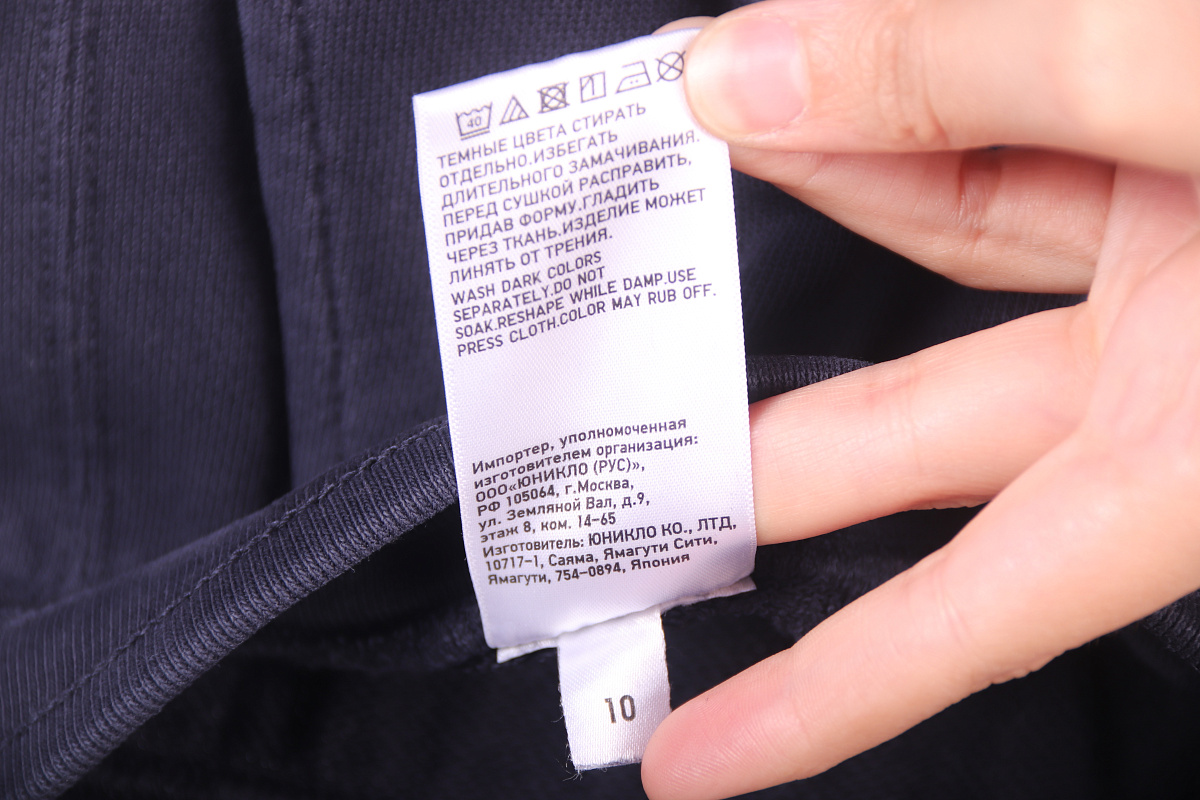 40
ТЕМНЫЕ ЦВЕТА СТИРАТЬ
ОТДЕЛЬНО.ИЗБЕГАТЬ
ДЛИТЕЛЬНОГО ЗАМАЧИВАНИЯ.
ПЕРЕД СУШКОЙ РАСПРАВИТЬ,
ПРИДАВ ФОРМУ.ГЛАДИТЬ
ЧЕРЕЗ ТКАНЬ.ИЗДЕЛИЕ МОЖЕТ
ЛИНЯТЬ ОТ ТРЕНИЯ.
WASH DARK COLORS
SEPARATELY.DO NOT
SOAK.RESHAPE WHILE DAMP.USE
PRESS CLOTH.COLOR MAY RUB OFF.
Импортер, уполномоченная
изготовителем организация:
ООО«ЮНИКЛО (РУС)»,
РФ 105064, г.Москва,
ул. Земляной Вал, д.9,
этаж 8, ком. 14-65
Изготовитель: ЮНИКЛО КО., ЛТД,
10717-1, Саяма, Ямагути Сити,
Ямагути, 754-0894, Япония
10